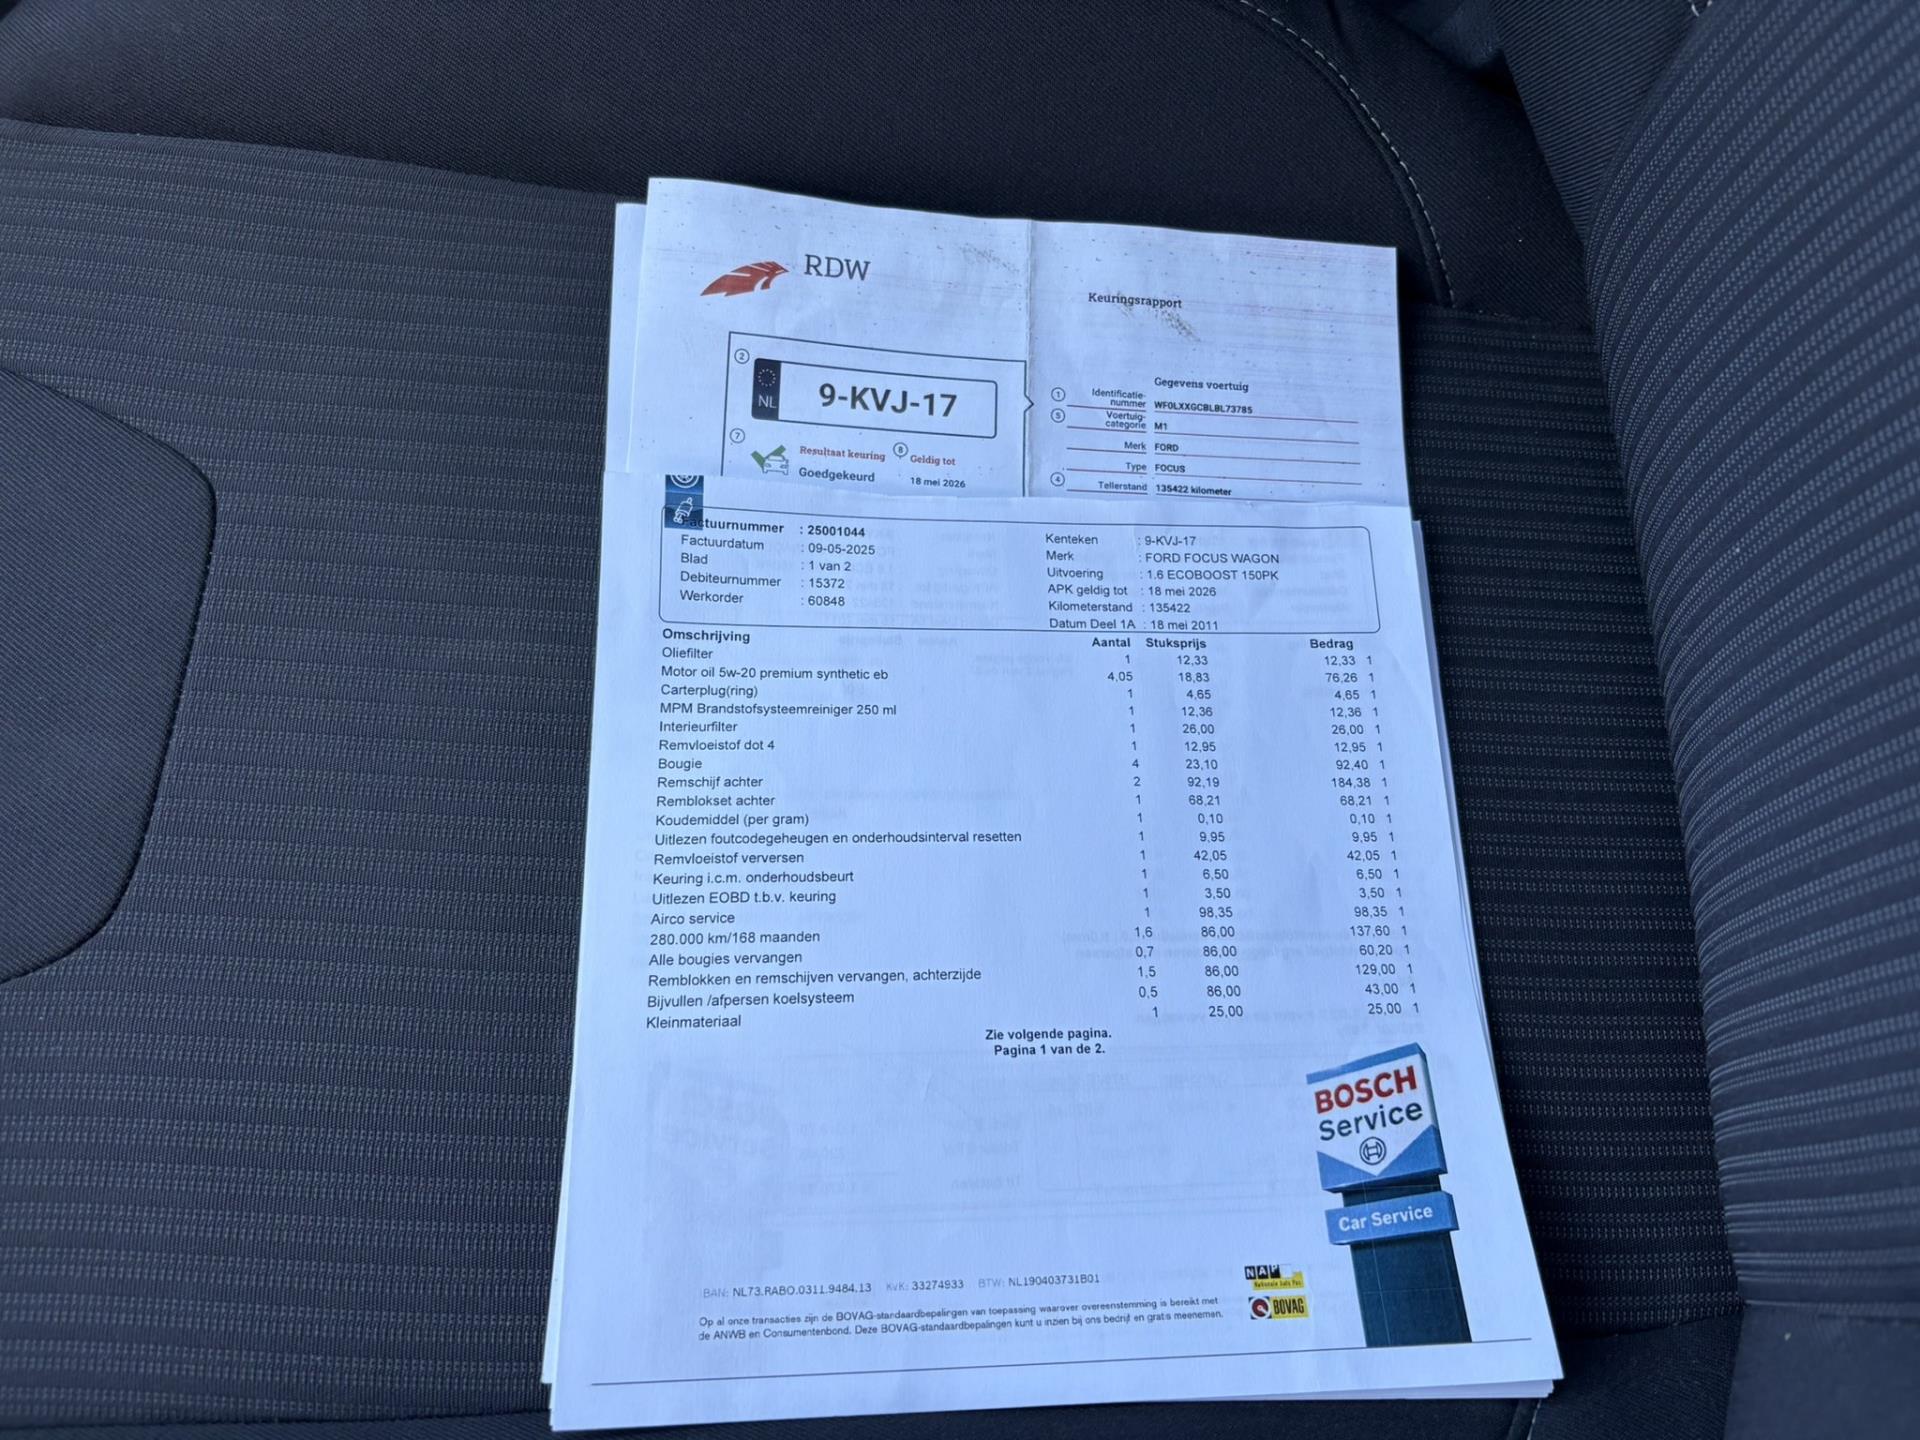 RDW
Keuringsrapport
2
NL
9-KVJ-17
7
Resultaat keuring
Goedgekeurd
8
Geldig tot
18 mei 2026
Gegevens voertuig
1 Identificatie-
nummer WF0LXXGCBLBL73785
5 Voertuig-
categorie M1
Merk FORD
Type FOCUS
4 Tellerstand 135422 kilometer
Factuurnummer : 25001044
Factuurdatum : 09-05-2025
Blad : 1 van 2
Debiteurnummer : 15372
Werkorder : 60848
Kenteken : 9-KVJ-17
Merk : FORD FOCUS WAGON
Uitvoering : 1.6 ECOBOOST 150PK
APK geldig tot : 18 mei 2026
Kilometerstand : 135422
Datum Deel 1A : 18 mei 2011
Omschrijving Aantal Stuksprijs Bedrag
Oliefilter 1 12,33 12,33 1
Motor oil 5w-20 premium synthetic eb 4,05 18,83 76,26 1
Carterplug(ring) 1 4,65 4,65 1
MPM Brandstofsysteemreiniger 250 ml 1 12,36 12,36 1
Interieurfilter 1 26,00 26,00 1
Remvloeistof dot 4 1 12,95 12,95 1
Bougie 4 23,10 92,40 1
Remschijf achter 2 92,19 184,38 1
Remblokset achter 1 68,21 68,21 1
Koudemiddel (per gram) 1 0,10 0,10 1
Uitlezen foutcodegeheugen en onderhoudsinterval resetten 1 9,95 9,95 1
Remvloeistof verversen 1 42,05 42,05 1
Keuring i.c.m. onderhoudsbeurt 1 6,50 6,50 1
Uitlezen EOBD t.b.v. keuring 1 3,50 3,50 1
Airco service 1 98,35 98,35 1
280.000 km/168 maanden 1,6 86,00 137,60 1
Alle bougies vervangen 0,7 86,00 60,20 1
Remblokken en remschijven vervangen, achterzijde 1,5 86,00 129,00 1
Bijvullen /afpersen koelsysteem 0,5 86,00 43,00 1
Kleinmateriaal 1 25,00 25,00 1
Zie volgende pagina.
Pagina 1 van de 2.
BOSCH
Service
Car Service
BAN: NL73.RABO.0311.9484.13 KvK: 33274933 BTW: NL190403731B01
Op al onze transacties zijn de BOVAG-standaardbepalingen van toepassing waarover overeenstemming is bereikt met
de ANWB en Consumentenbond. Deze BOVAG-standaardbepalingen kunt u inzien bij ons bedrijf en gratis meenemen.
NAP
Nationale Auto Pas
BOVAG